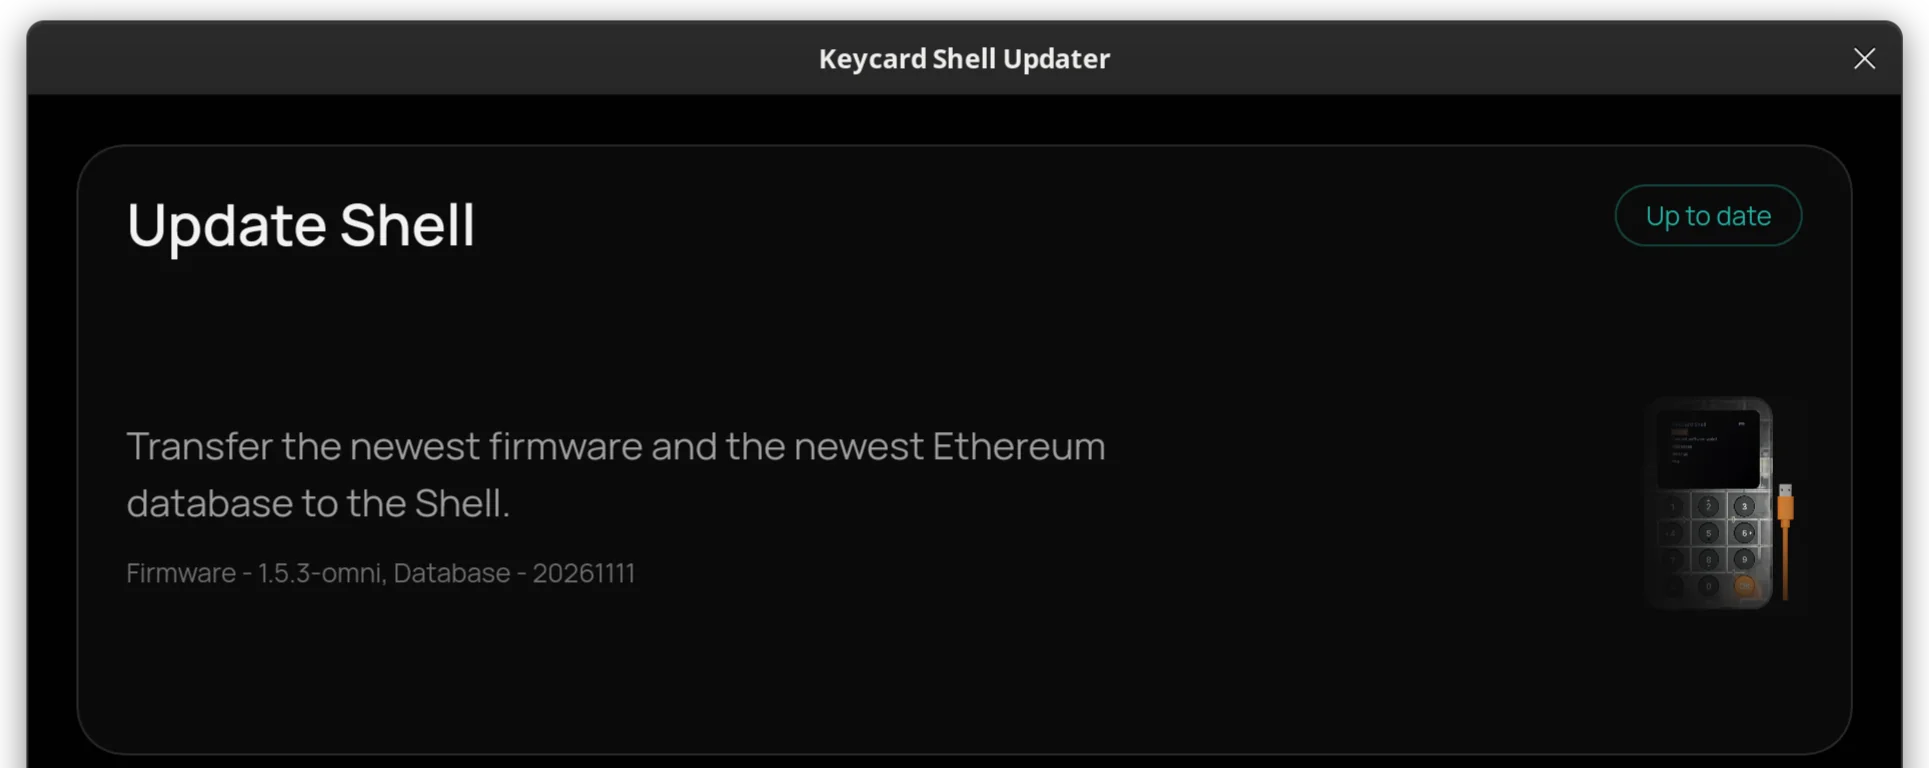 Keycard Shell Updater
Update Shell
Up to date
Transfer the newest firmware and the newest Ethereum
database to the Shell.
Firmware - 1.5.3-omni, Database - 20261111